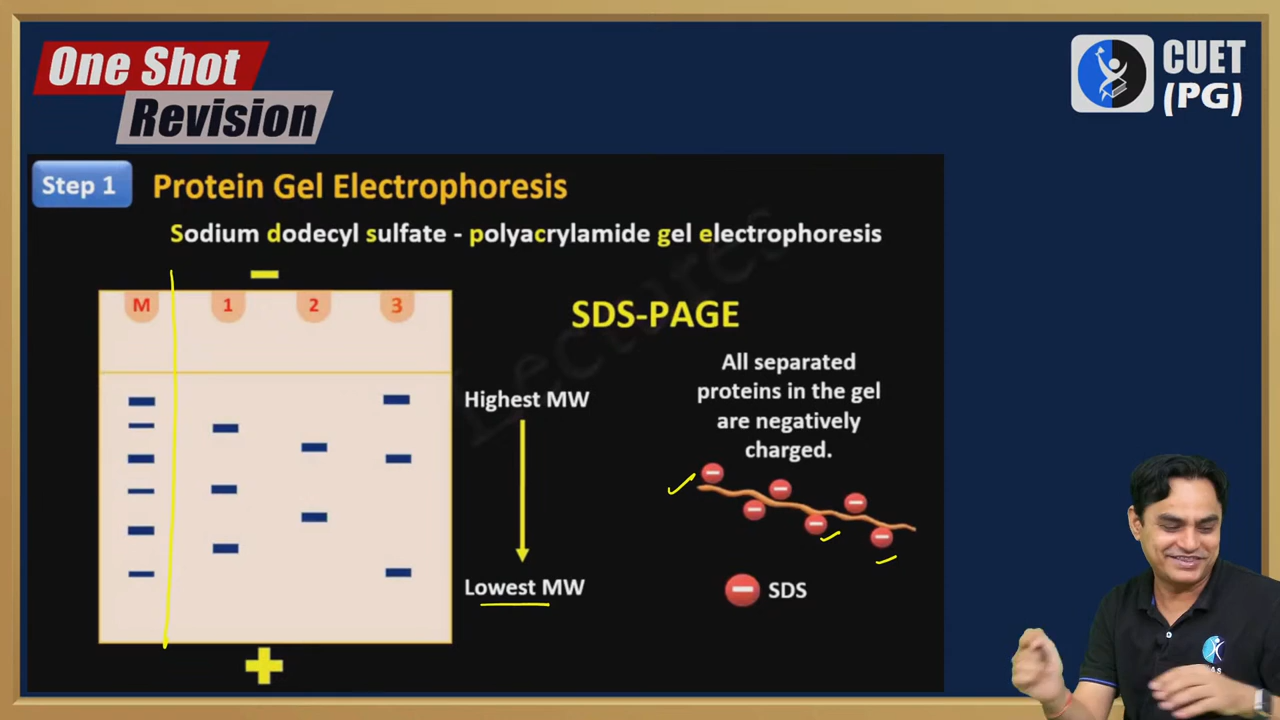 One Shot
Revision
CUET
(PG)
Step 1
Protein Gel Electrophoresis
Sodium dodecyl sulfate - polyacrylamide gel electrophoresis
M
1
2
3
SDS-PAGE
All separated
proteins in the gel
are negatively
charged.
Highest MW
Lowest MW
SDS
Lectures